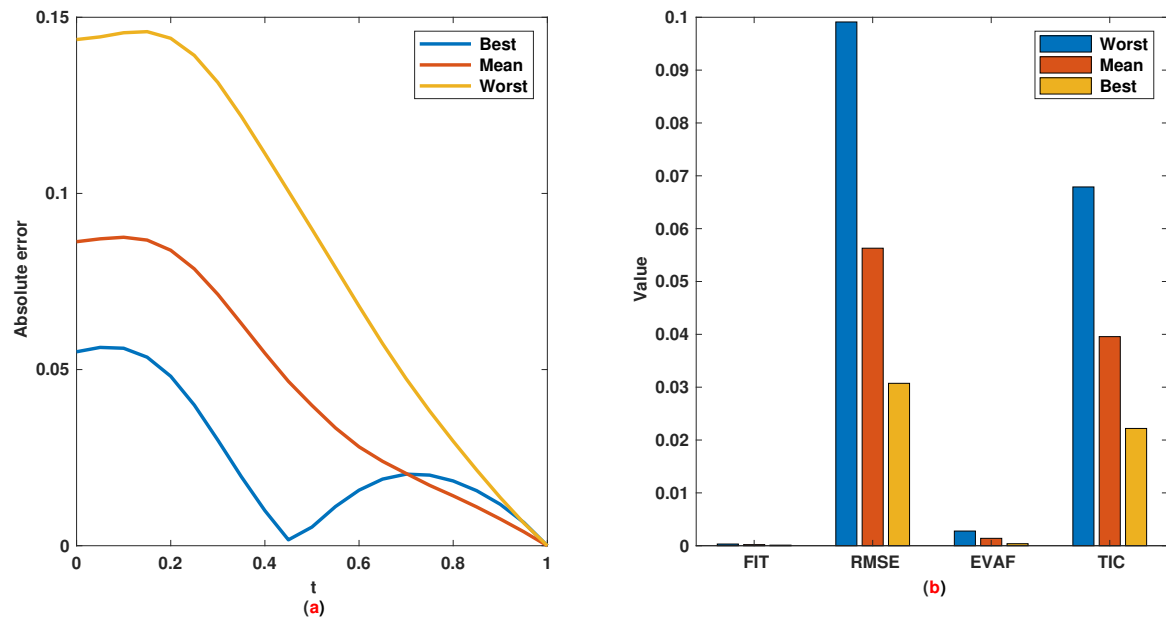 0.15
0.1
0.05
0
Absolute error
0
0.2
0.4
0.6
0.8
1
t
(a)
Best
Mean
Worst
0.1
0.09
0.08
0.07
0.06
0.05
0.04
0.03
0.02
0.01
0
Value
FIT
RMSE
EVAF
TIC
(b)
Worst
Mean
Best